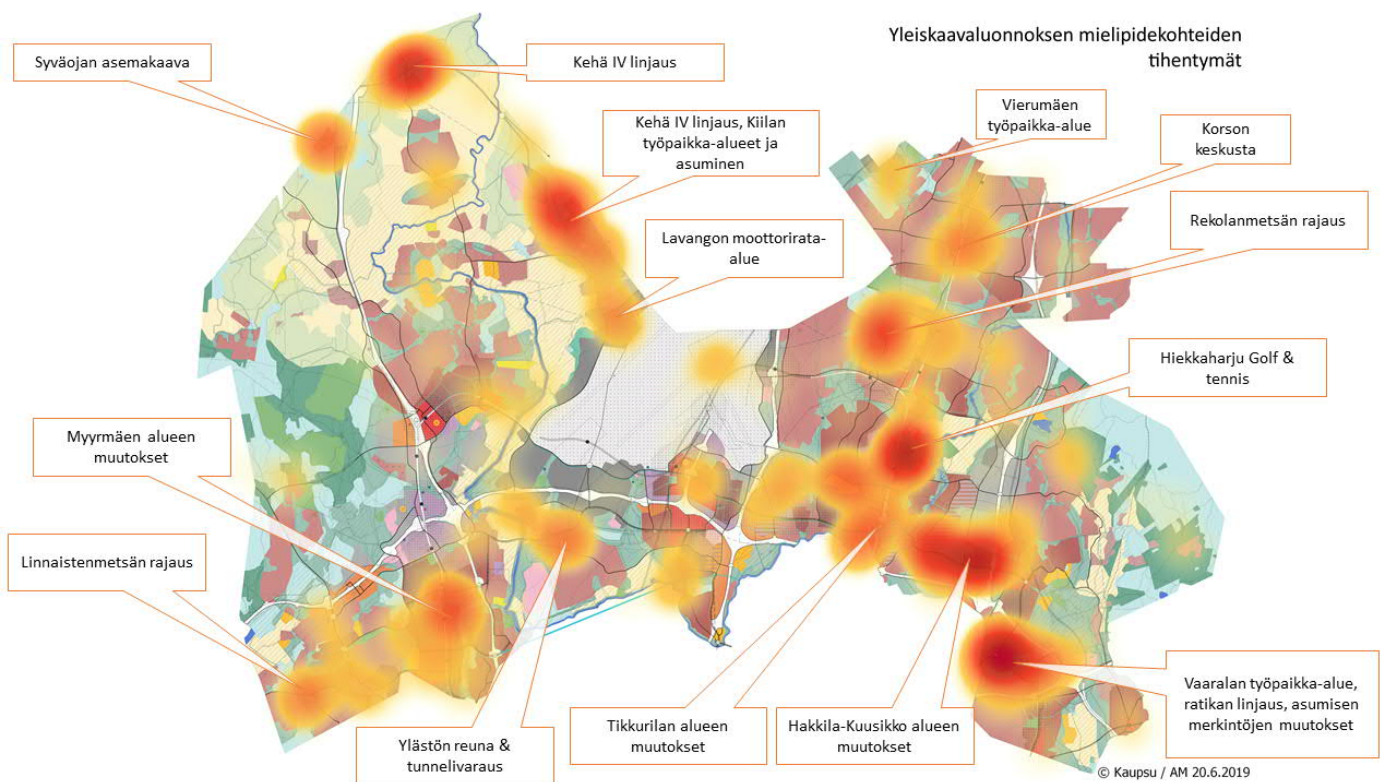 Yleiskaavaluonnoksen mielipidekohteiden
tihentymät
Syväojan asemakaava
Kehä IV linjaus
Vierumäen
työpaikka-alue
Kehä IV linjaus, Kiilan
työpaikka-alueet ja
asuminen
Korson
keskusta
Rekolanmetsän rajaus
Lavangon moottorirata-
alue
Hiekkaharju Golf &
tennis
Myyrmäen alueen
muutokset
Linnaistenmetsän rajaus
Vaaralan työpaikka-alue,
ratikan linjaus, asumisen
merkintöjen muutokset
Tikkurilan alueen
muutokset
Hakkila-Kuusikko alueen
muutokset
Ylästön reuna &
tunnelivaraus
© Kaupsu / AM 20.6.2019